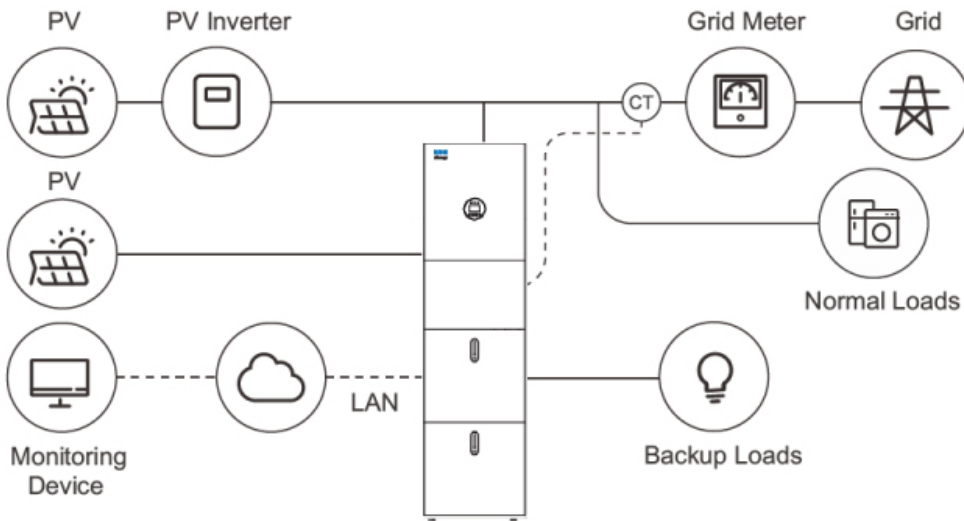 PV
PV Inverter
Grid Meter
Grid
CT
PV
Normal Loads
LAN
Monitoring
Device
Backup Loads